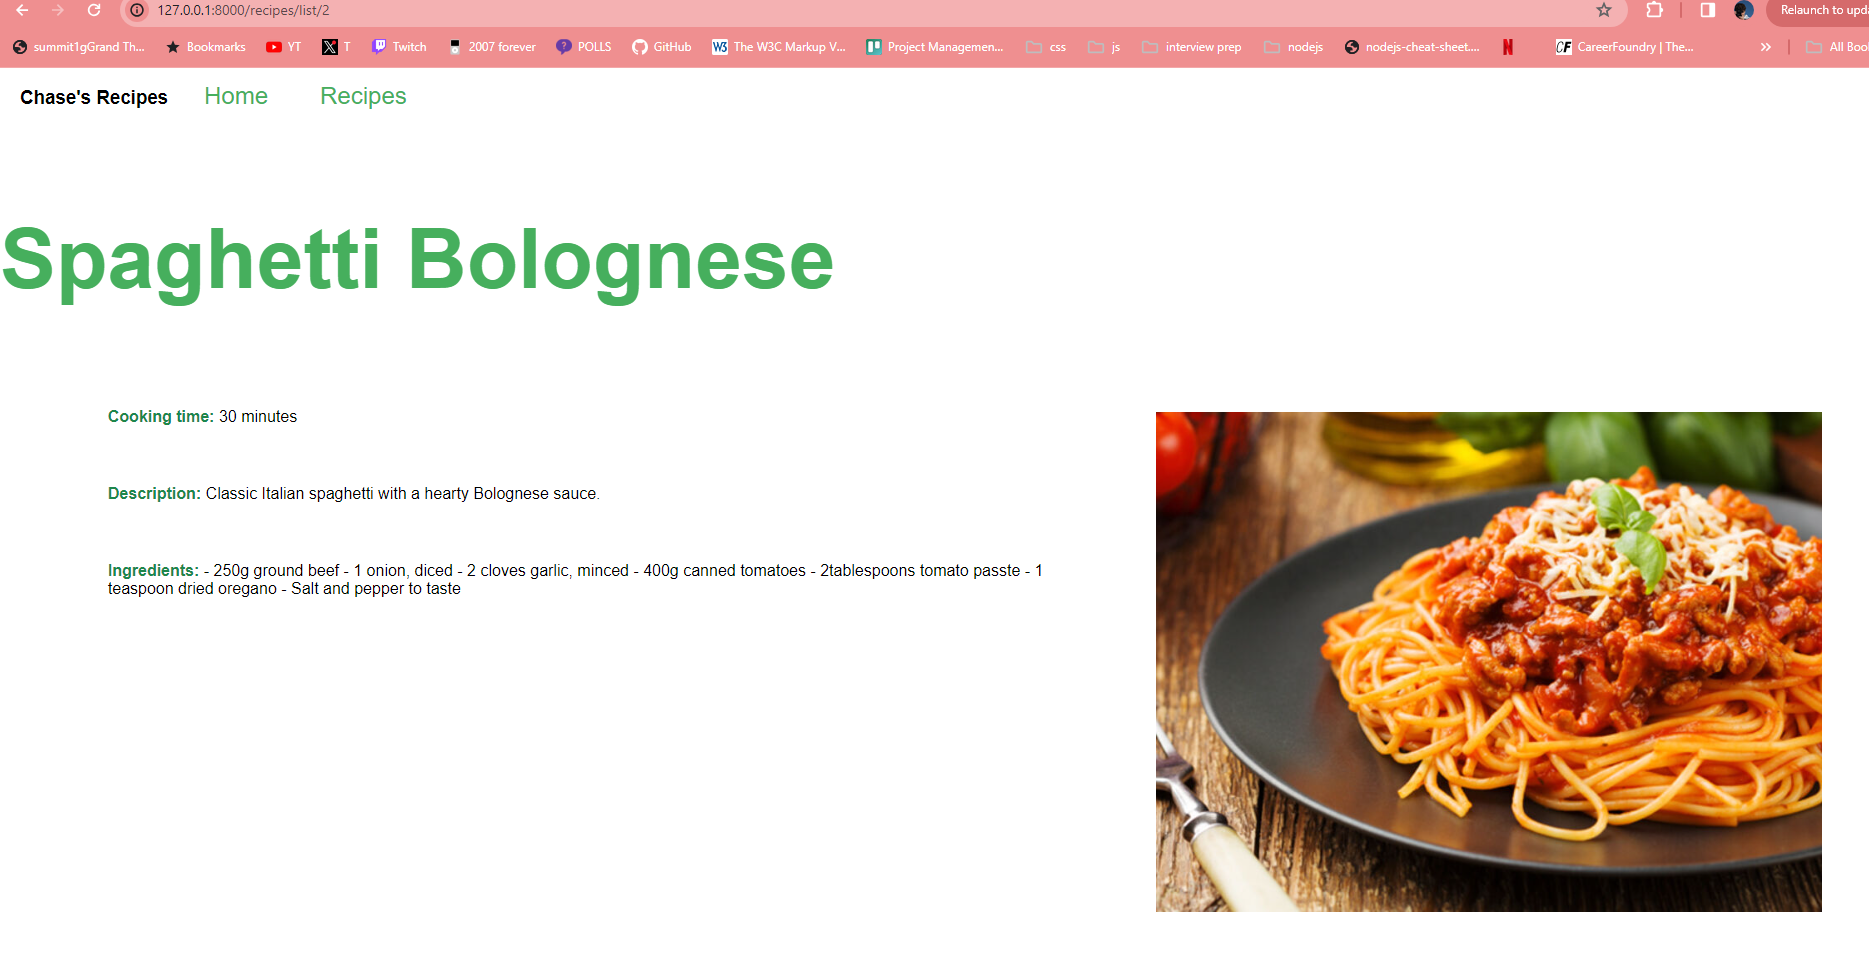 127.0.0.1:8000/recipes/list/2
Relaunch to upda
summit1gGrand Th... Bookmarks YT T Twitch 2007 forever POLLS GitHub The W3C Markup V... Project Managemen... css js interview prep nodejs nodejs-cheat-sheet.... CareerFoundry | The... All Boo
Chase's Recipes Home Recipes
Spaghetti Bolognese
Cooking time: 30 minutes
Description: Classic Italian spaghetti with a hearty Bolognese sauce.
Ingredients: - 250g ground beef - 1 onion, diced - 2 cloves garlic, minced - 400g canned tomatoes - 2tablespoons tomato passte - 1
teaspoon dried oregano - Salt and pepper to taste